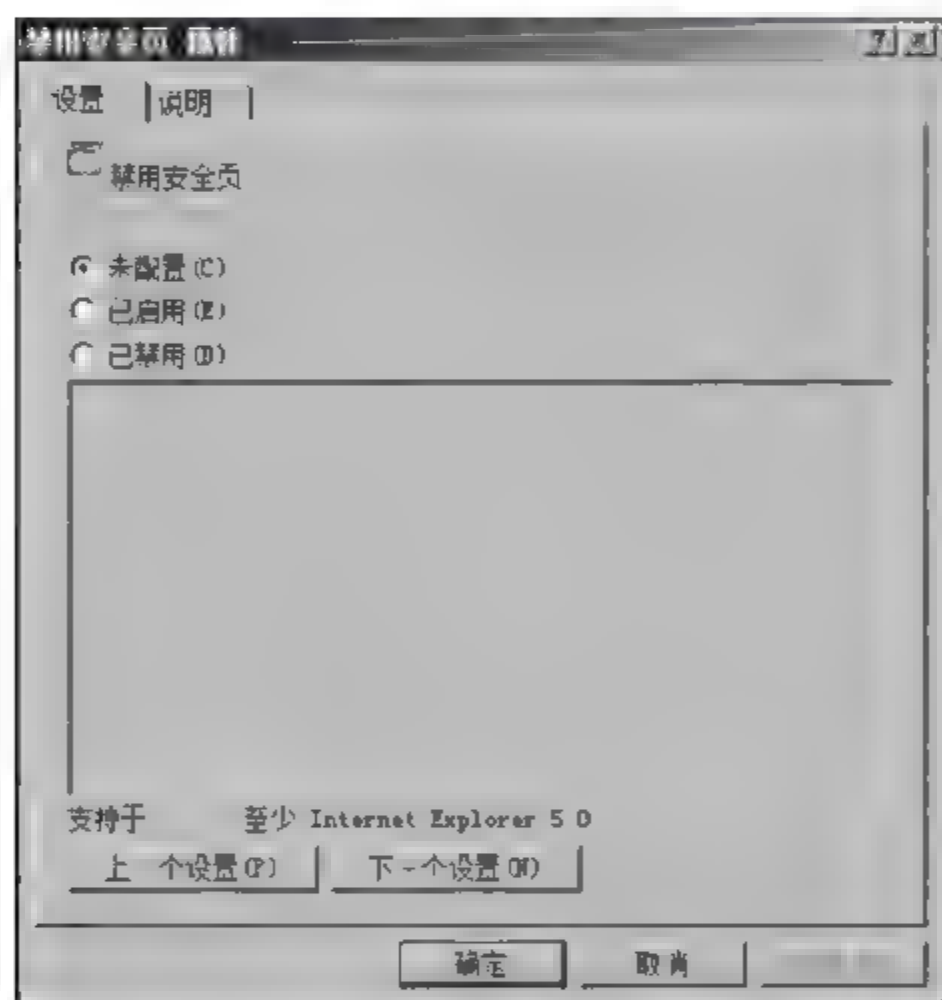 禁用安全页 属性
设置 说明
禁用安全页
未配置(C)
已启用(E)
已禁用(D)
支持于 至少 Internet Explorer 5 0
上一个设置(P) 下一个设置(N)
确定 取消